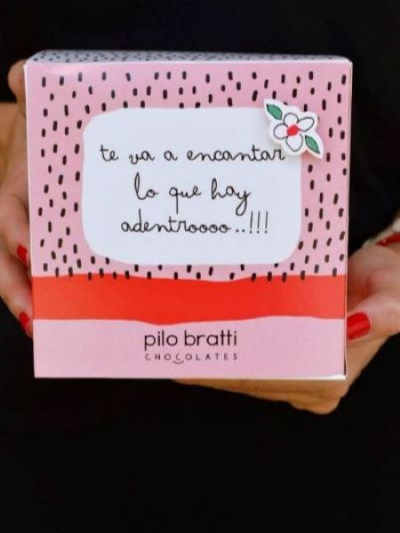 te va a encantar
lo que hay
adentroooo..!!!
pilo bratti
CHOCOLATES